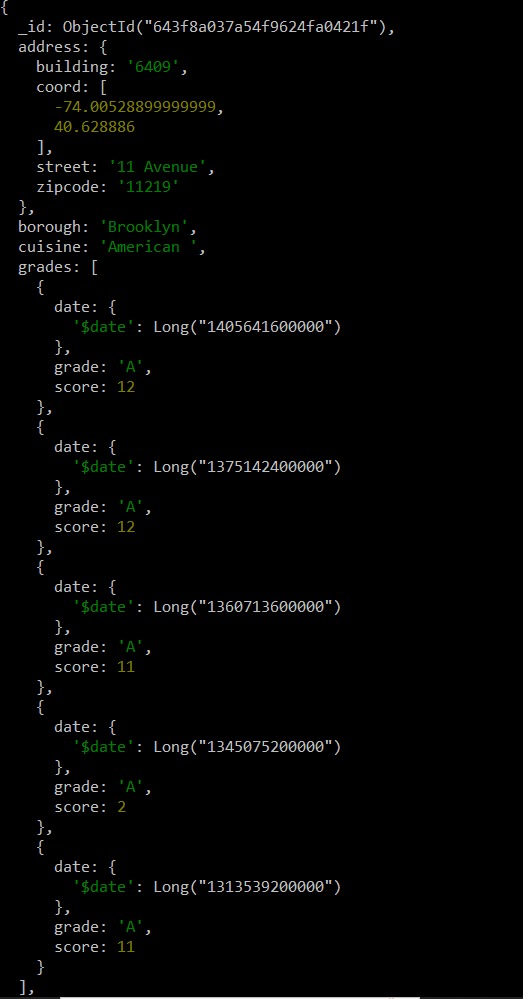 {
  _id: ObjectId("643f8a037a54f9624fa0421f"),
  address: {
    building: '6409',
    coord: [
      -74.00528899999999,
      40.628886
    ],
    street: '11 Avenue',
    zipcode: '11219'
  },
  borough: 'Brooklyn',
  cuisine: 'American ',
  grades: [
    {
      date: {
        '$date': Long("1405641600000")
      },
      grade: 'A',
      score: 12
    },
    {
      date: {
        '$date': Long("1375142400000")
      },
      grade: 'A',
      score: 12
    },
    {
      date: {
        '$date': Long("1360713600000")
      },
      grade: 'A',
      score: 11
    },
    {
      date: {
        '$date': Long("1345075200000")
      },
      grade: 'A',
      score: 2
    },
    {
      date: {
        '$date': Long("1313539200000")
      },
      grade: 'A',
      score: 11
    }
  ],